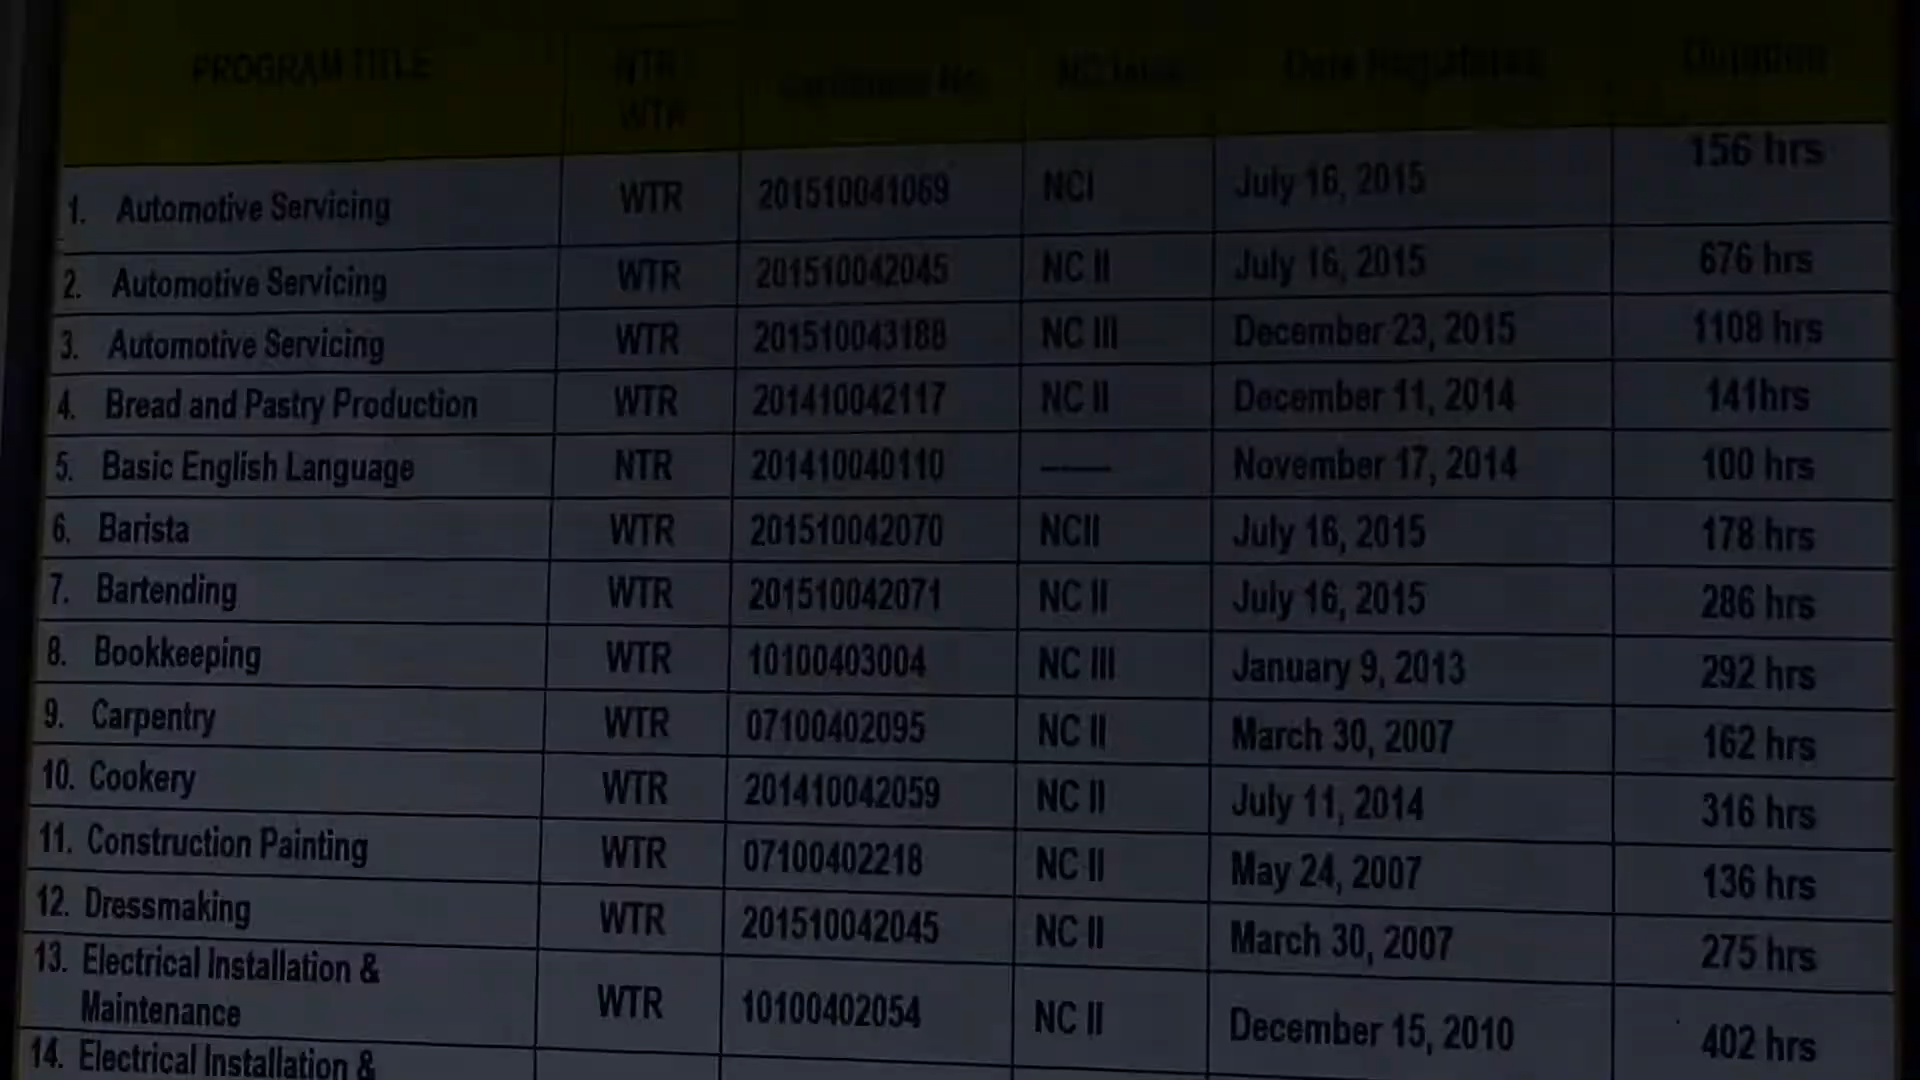 PROGRAM TITLE NTR WTR Certificate No. NC Level Date Registered Duration
1. Automotive Servicing WTR 201510041069 NCI July 16, 2015 156 hrs
2. Automotive Servicing WTR 201510042045 NC II July 16, 2015 676 hrs
3. Automotive Servicing WTR 201510043188 NC III December 23, 2015 1108 hrs
4. Bread and Pastry Production WTR 201410042117 NC II December 11, 2014 141hrs
5. Basic English Language NTR 201410040110 —— November 17, 2014 100 hrs
6. Barista WTR 201510042070 NCII July 16, 2015 178 hrs
7. Bartending WTR 201510042071 NC II July 16, 2015 286 hrs
8. Bookkeeping WTR 10100403004 NC III January 9, 2013 292 hrs
9. Carpentry WTR 07100402095 NC II March 30, 2007 162 hrs
10. Cookery WTR 201410042059 NC II July 11, 2014 316 hrs
11. Construction Painting WTR 07100402218 NC II May 24, 2007 136 hrs
12. Dressmaking WTR 201510042045 NC II March 30, 2007 275 hrs
13. Electrical Installation &
Maintenance WTR 10100402054 NC II December 15, 2010 402 hrs
14. Electrical Installation &